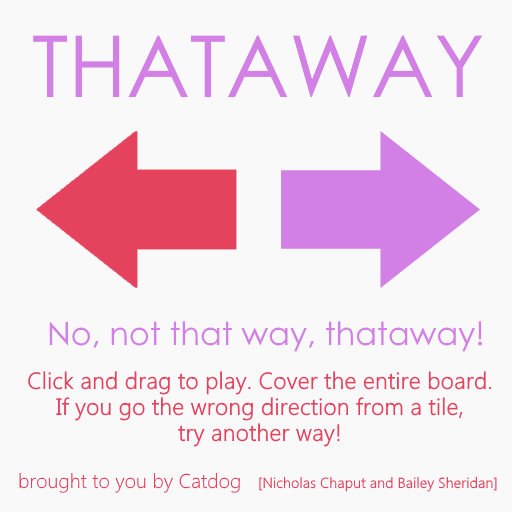 THATAWAY
No, not that way, thataway!
Click and drag to play. Cover the entire board.
If you go the wrong direction from a tile,
try another way!
brought to you by Catdog [Nicholas Chaput and Bailey Sheridan]